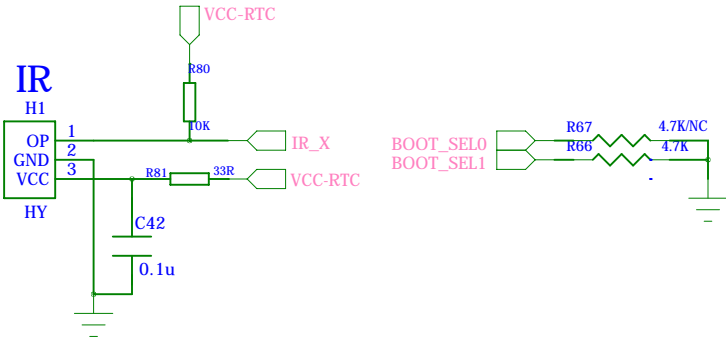 VCC-RTC
IR
H1
R80
10K
OP 1
GND 2
VCC 3
HY
IR_X
R81 33R
VCC-RTC
C42
0.1u
R67 4.7K/NC
BOOT_SEL0
R66 4.7K
BOOT_SEL1